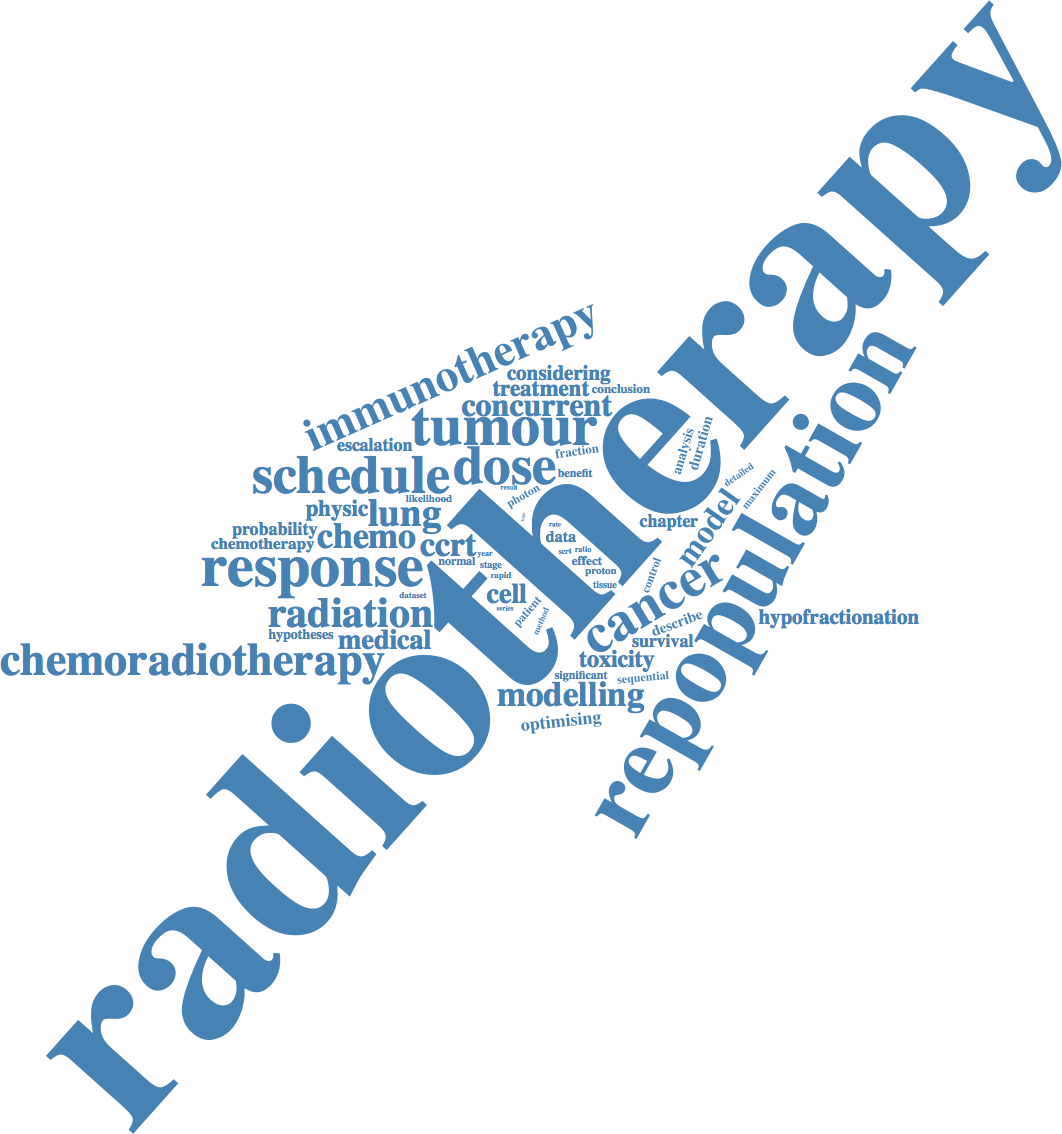 radiotherapy
immunotherapy
considering
treatment
conclusion
concurrent
tumour
escalation
fraction
analysis
duration
schedule
dose
benefit
detailed
maximum
result
likelihood
photon
physic
lung
probability
chemo
chapter
model
repopulation
rate
data
chemotherapy
ccrt
year
scrt
ratio
normal
stage
effect
response
rapid
proton
control
tissue
cancer
dataset
cell
series
patient
method
radiation
describe
hypofractionation
hypotheses
medical
survival
chemoradiotherapy
toxicity
significant
sequential
modelling
optimising